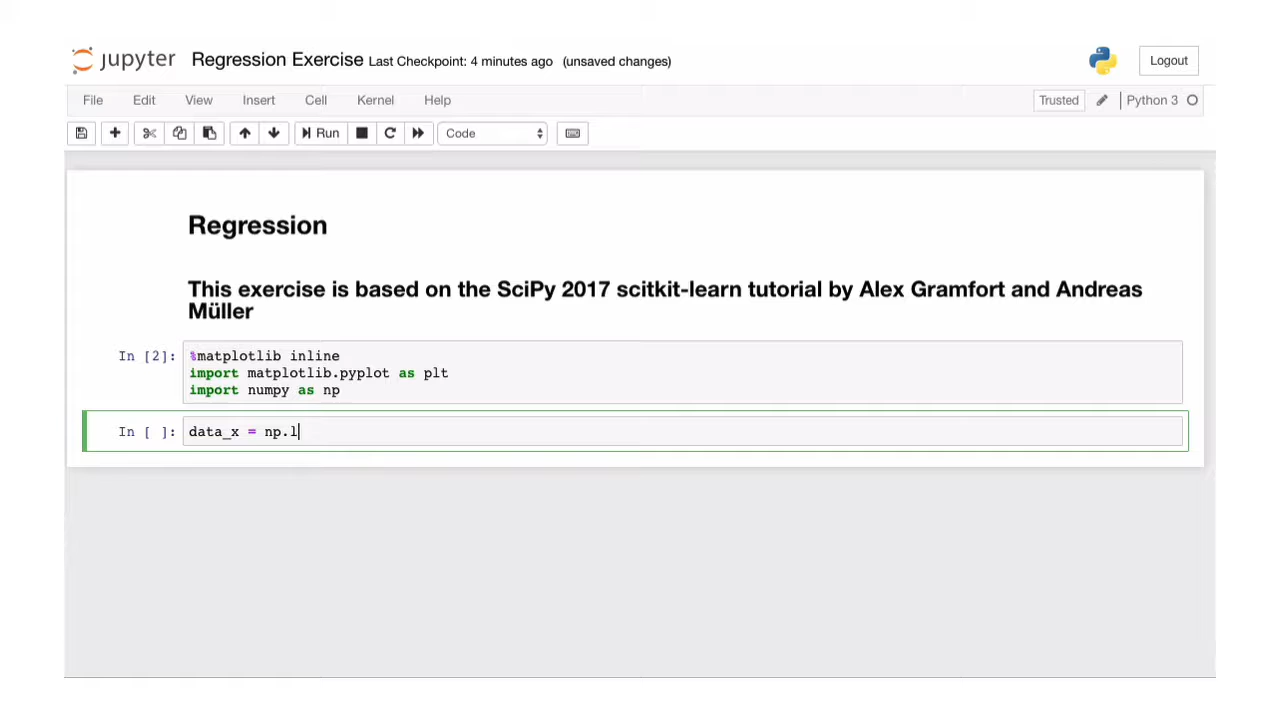 jupyter Regression Exercise Last Checkpoint: 4 minutes ago (unsaved changes) Logout
File Edit View Insert Cell Kernel Help Trusted Python 3
Run Code
Regression
This exercise is based on the SciPy 2017 scitkit-learn tutorial by Alex Gramfort and Andreas
Müller
In [2]: %matplotlib inline
import matplotlib.pyplot as plt
import numpy as np
In [ ]: data_x = np.l